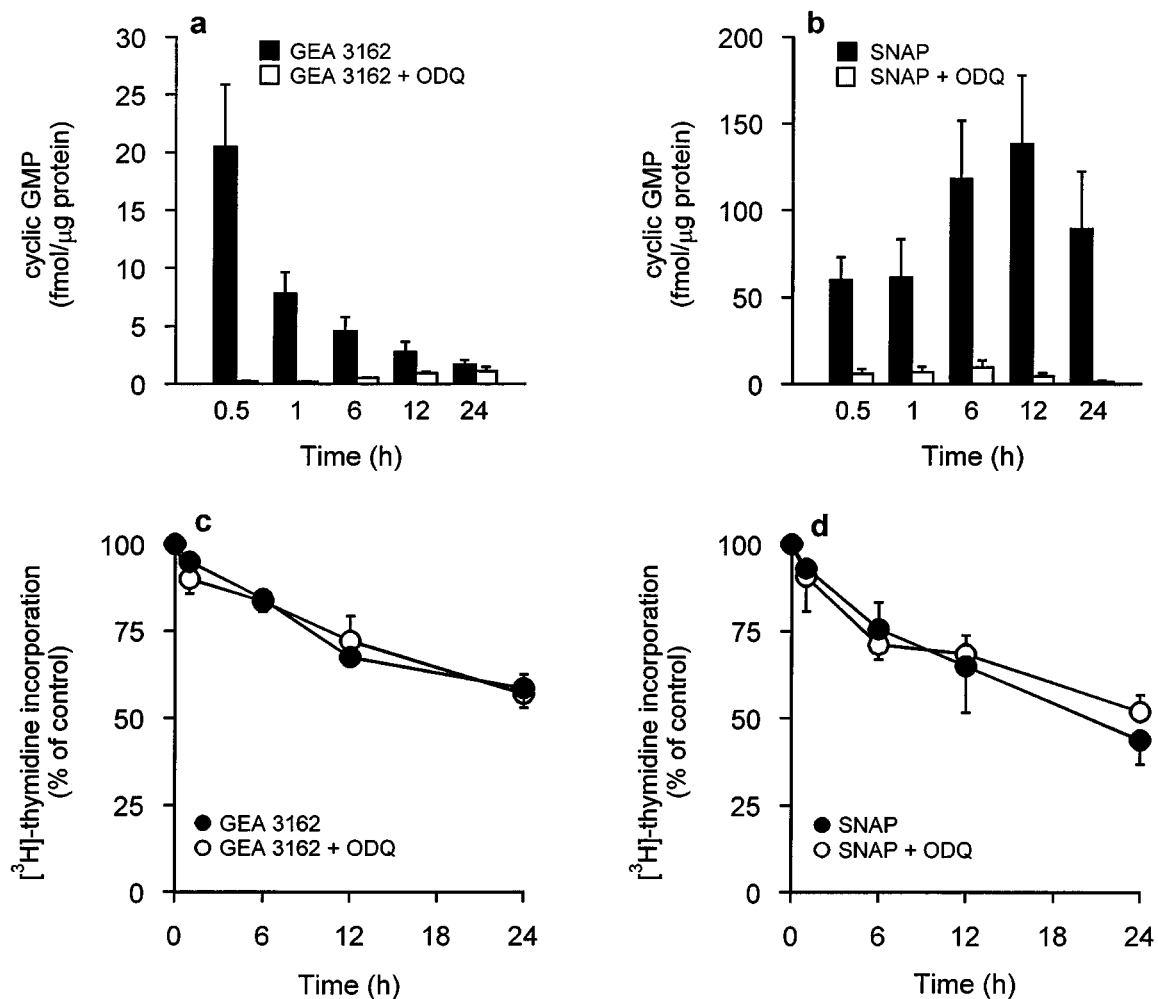 a
30
25
20
15
10
5
0
cyclic GMP
(fmol/µg protein)
GEA 3162
GEA 3162 + ODQ
0.5 1 6 12 24
Time (h)
b
200
150
100
50
0
cyclic GMP
(fmol/µg protein)
SNAP
SNAP + ODQ
0.5 1 6 12 24
Time (h)
c
100
75
50
25
0
[³H]-thymidine incorporation
(% of control)
GEA 3162
GEA 3162 + ODQ
0 6 12 18 24
Time (h)
d
100
75
50
25
0
[³H]-thymidine incorporation
(% of control)
SNAP
SNAP + ODQ
0 6 12 18 24
Time (h)